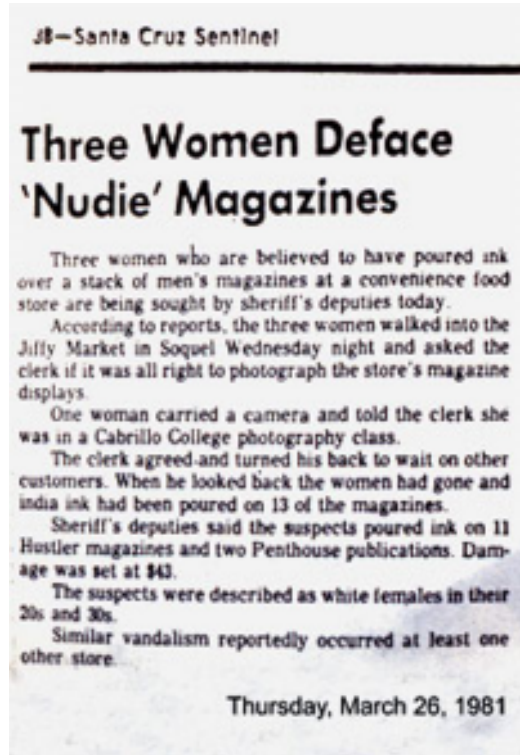 38—Santa Cruz Sentinel
Three Women Deface
'Nudie' Magazines
Three women who are believed to have poured ink
over a stack of men's magazines at a convenience food
store are being sought by sheriff's deputies today.
According to reports, the three women walked into the
Jiffy Market in Soquel Wednesday night and asked the
clerk if it was all right to photograph the store's magazine
displays.
One woman carried a camera and told the clerk she
was in a Cabrillo College photography class.
The clerk agreed and turned his back to wait on other
customers. When he looked back the women had gone and
india ink had been poured on 13 of the magazines.
Sheriff's deputies said the suspects poured ink on 11
Hustler magazines and two Penthouse publications. Dam-
age was set at $43.
The suspects were described as white females in their
20s and 30s.
Similar vandalism reportedly occurred at least one
other store.
Thursday, March 26, 1981